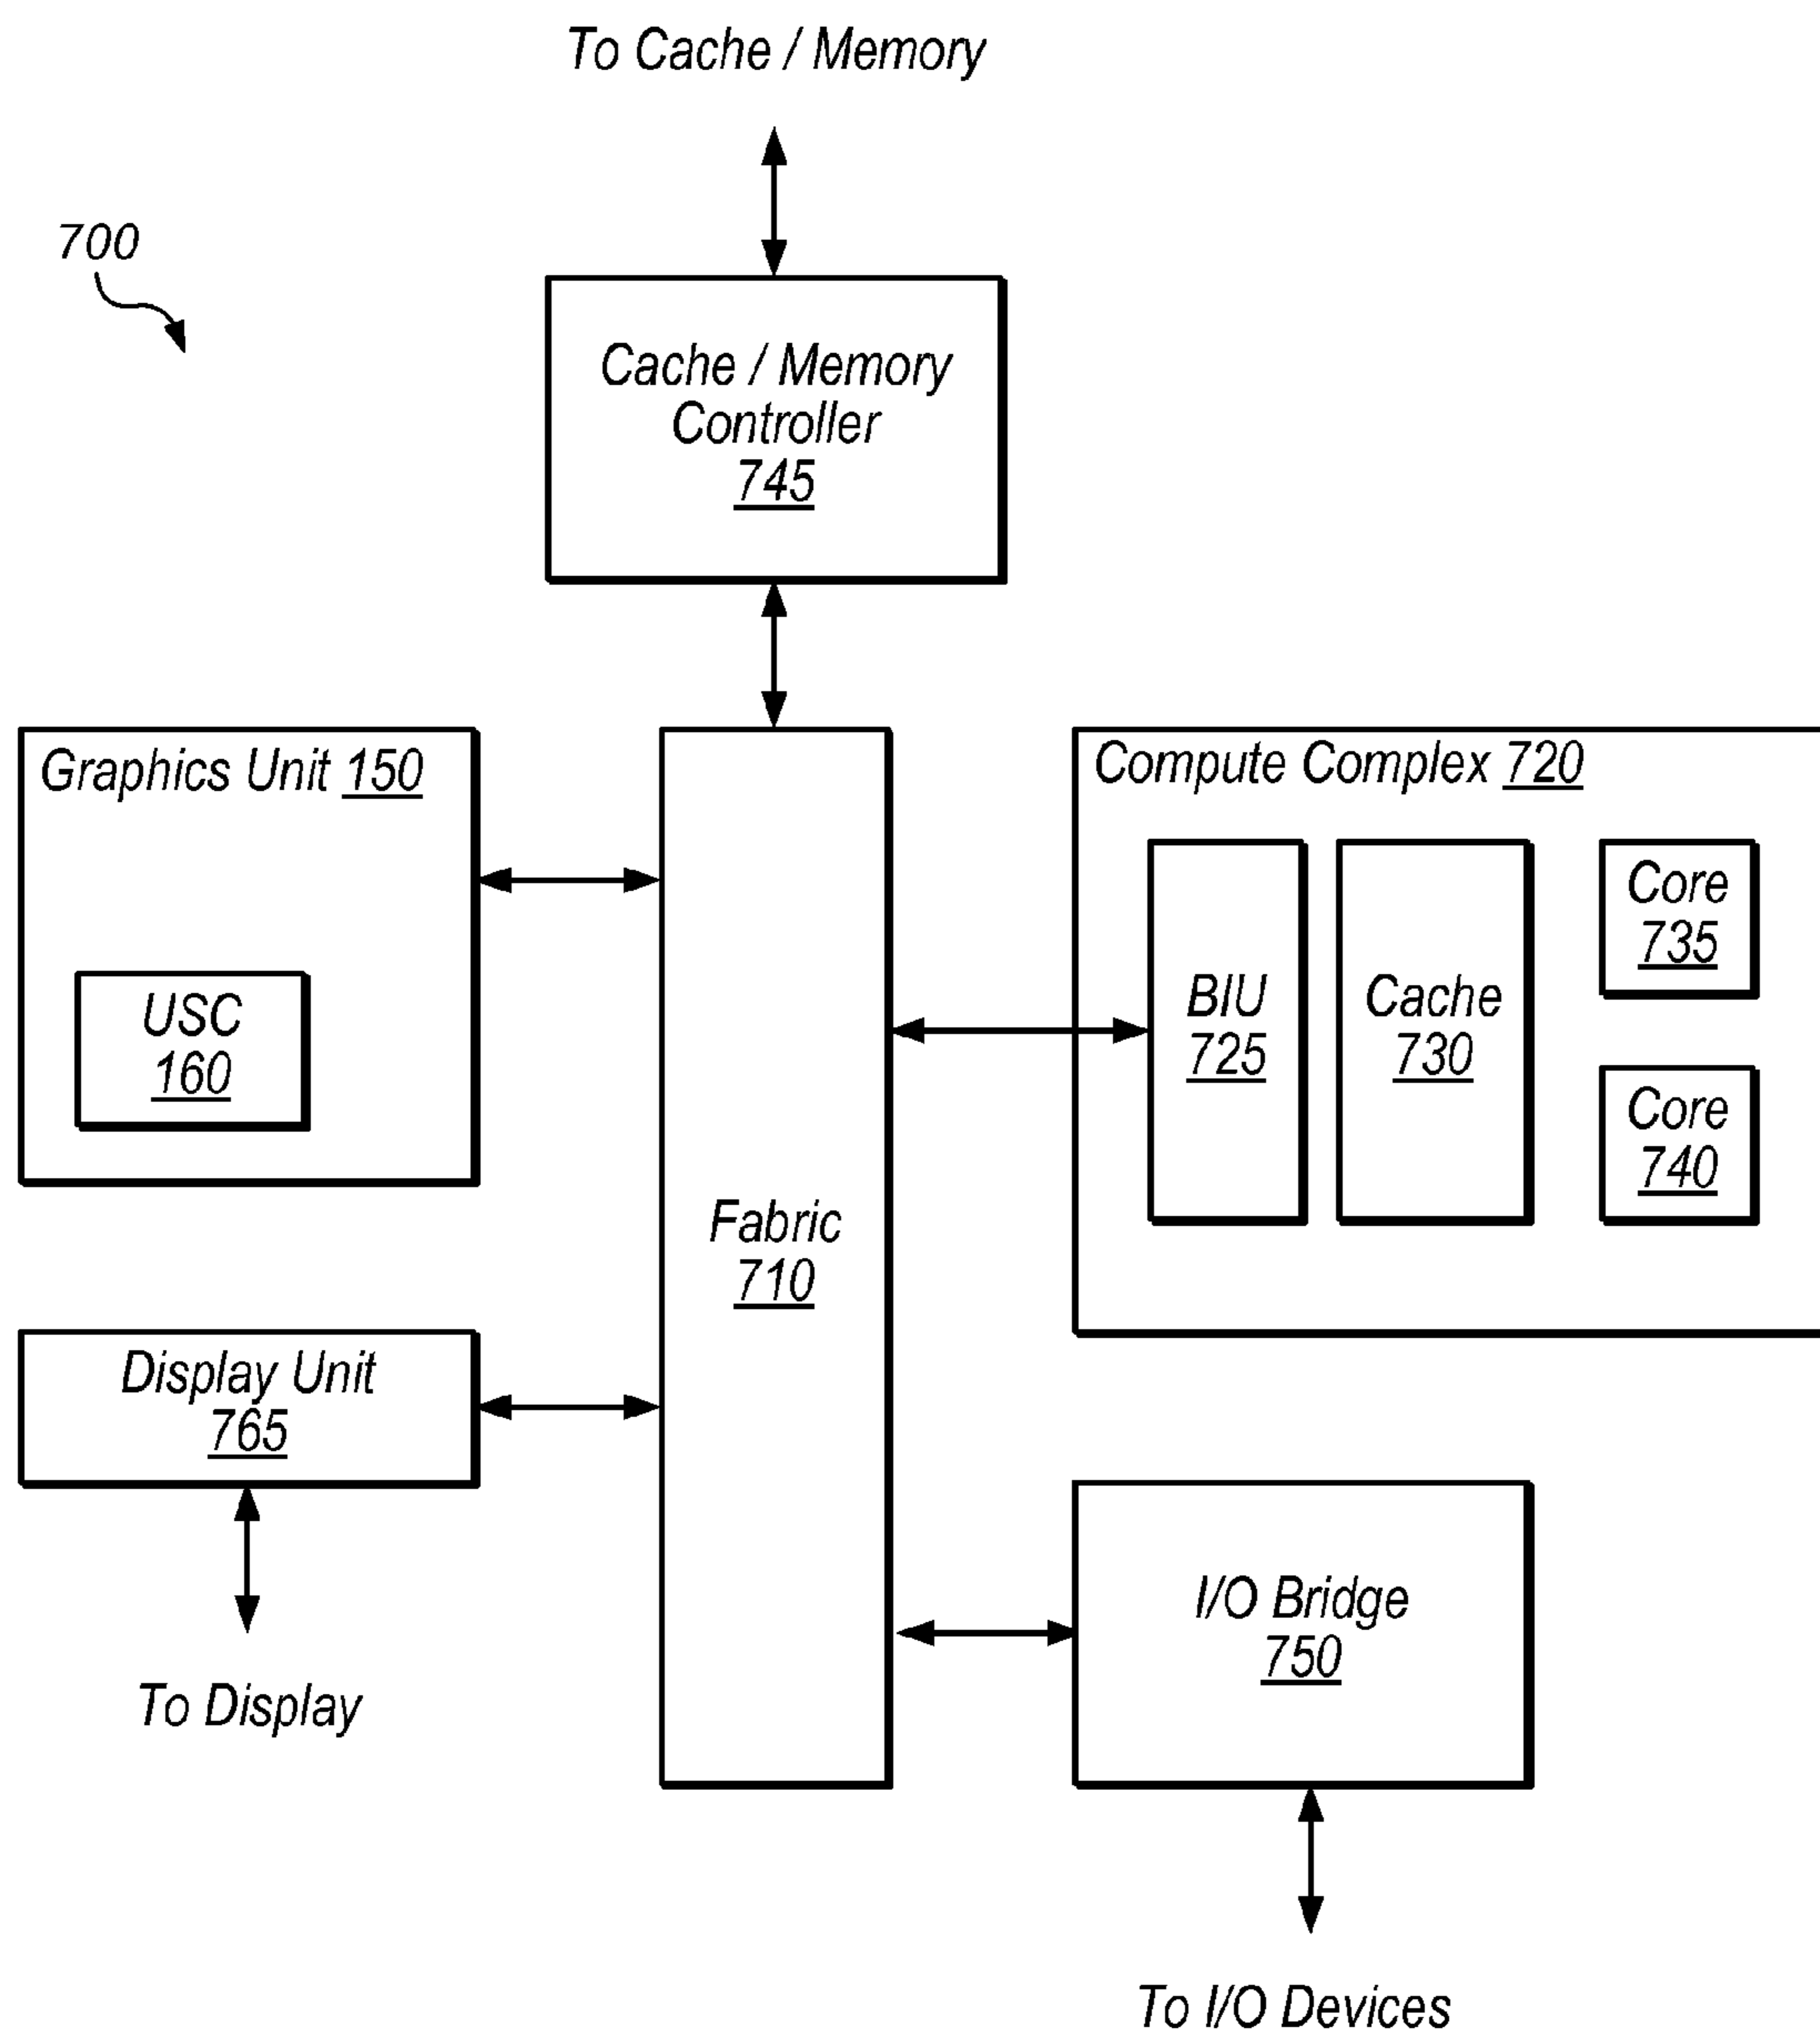 To Cache / Memory
700
Cache / Memory
Controller
745
Graphics Unit 150
USC
160
Fabric
710
Compute Complex 720
BIU
725
Cache
730
Core
735
Core
740
Display Unit
765
To Display
I/O Bridge
750
To I/O Devices